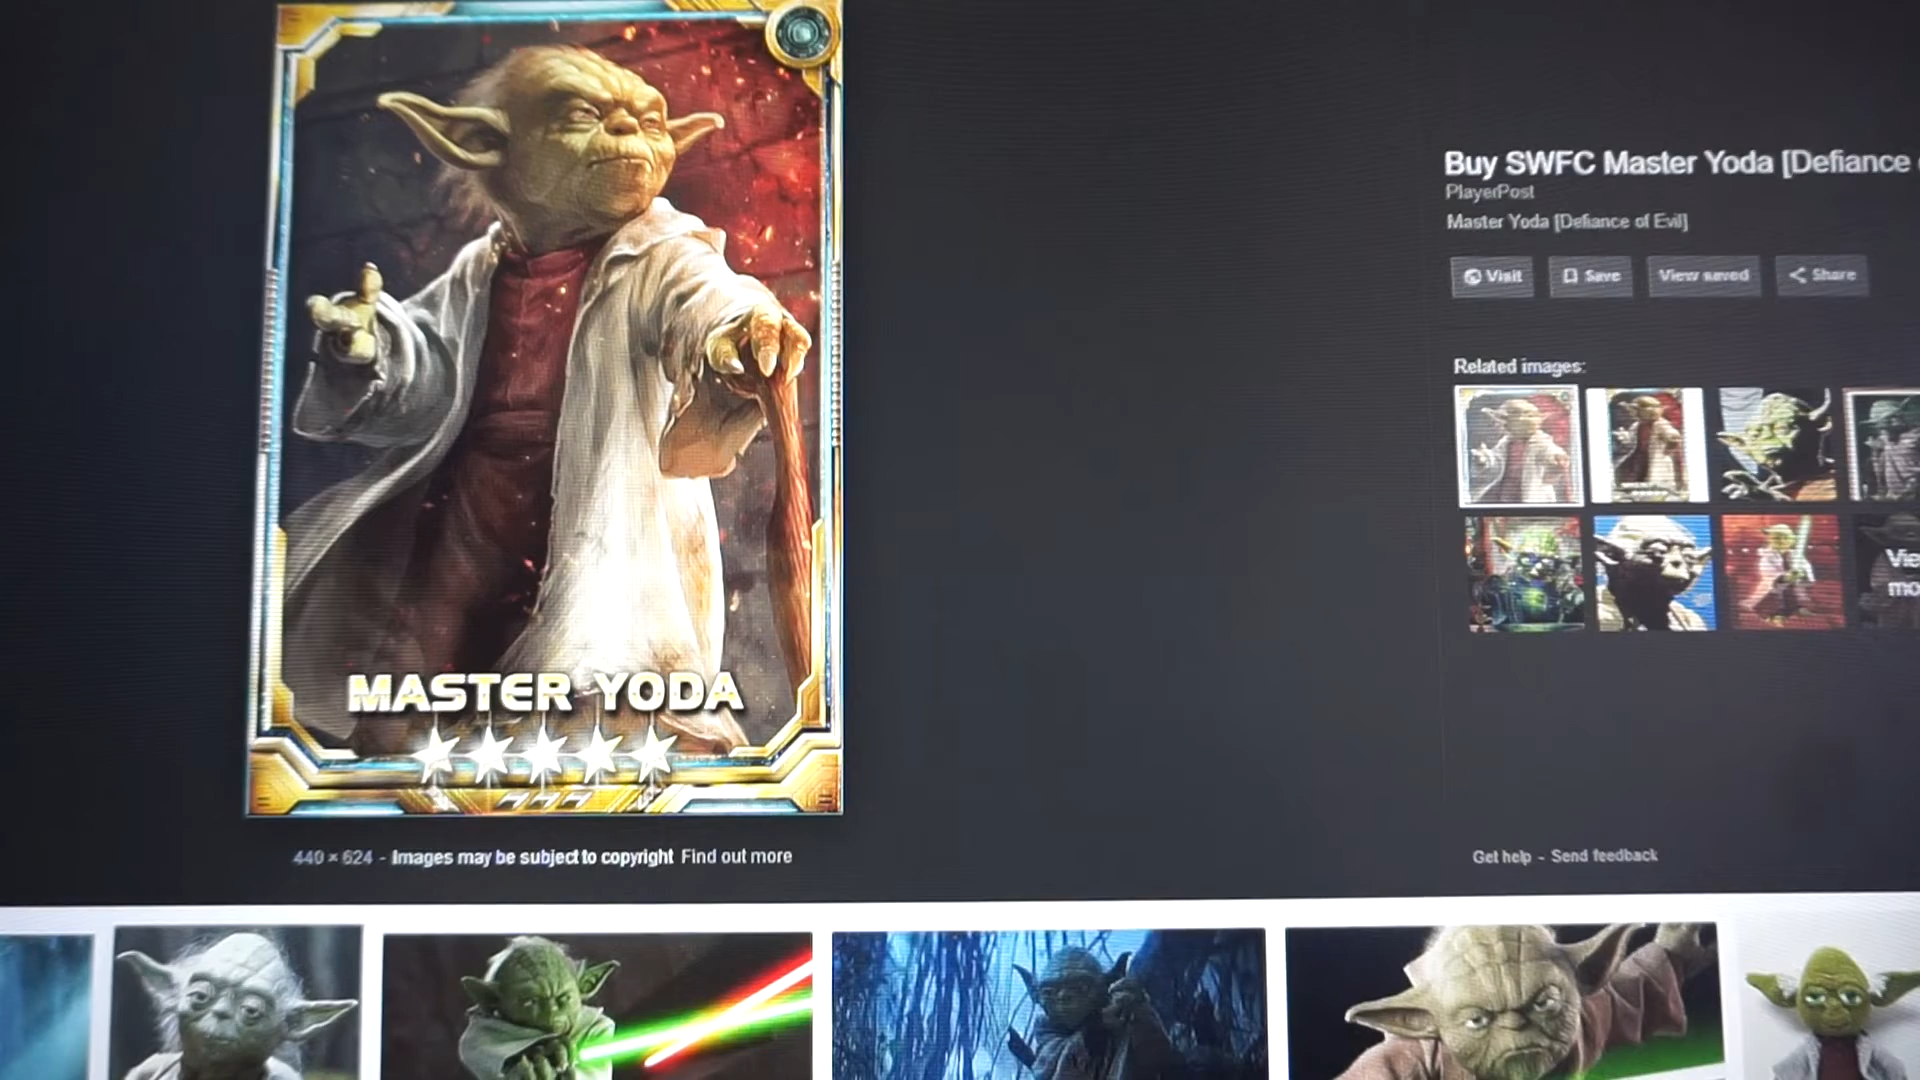 MASTER YODA
440 × 624 - Images may be subject to copyright Find out more
Buy SWFC Master Yoda [Defiance
PlayerPost
Master Yoda [Defiance of Evil]
Visit
Save
View saved
Share
Related images:
Get help - Send feedback